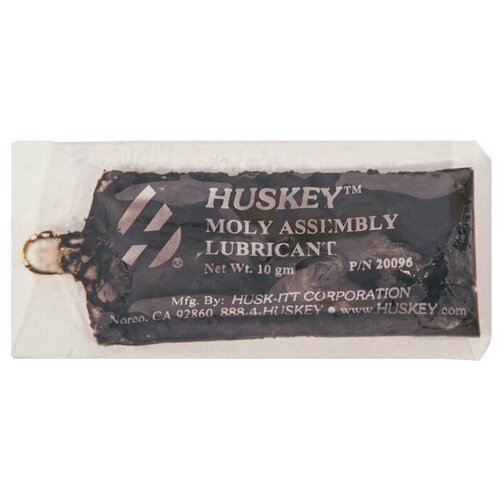 HUSKEY™
MOLY ASSEMBLY
LUBRICANT
®
Net Wt. 10 gm P/N 20096
Mfg. By: HUSK-ITT CORPORATION
Norco, CA 92860 888-4-HUSKEY • www.HUSKEY.com